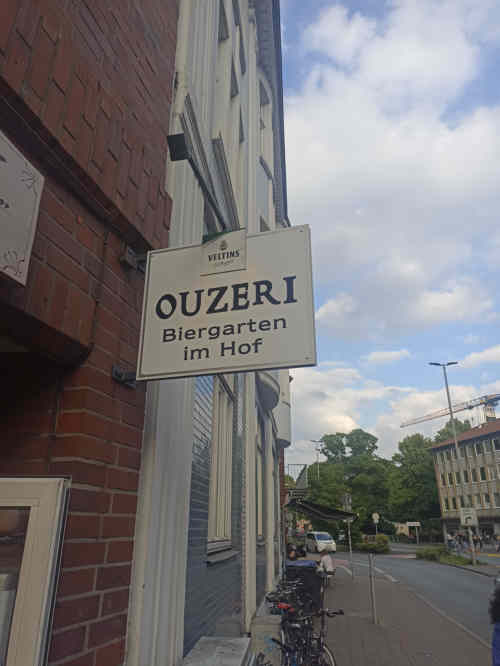 VELTINS
OUZERI
Biergarten
im Hof